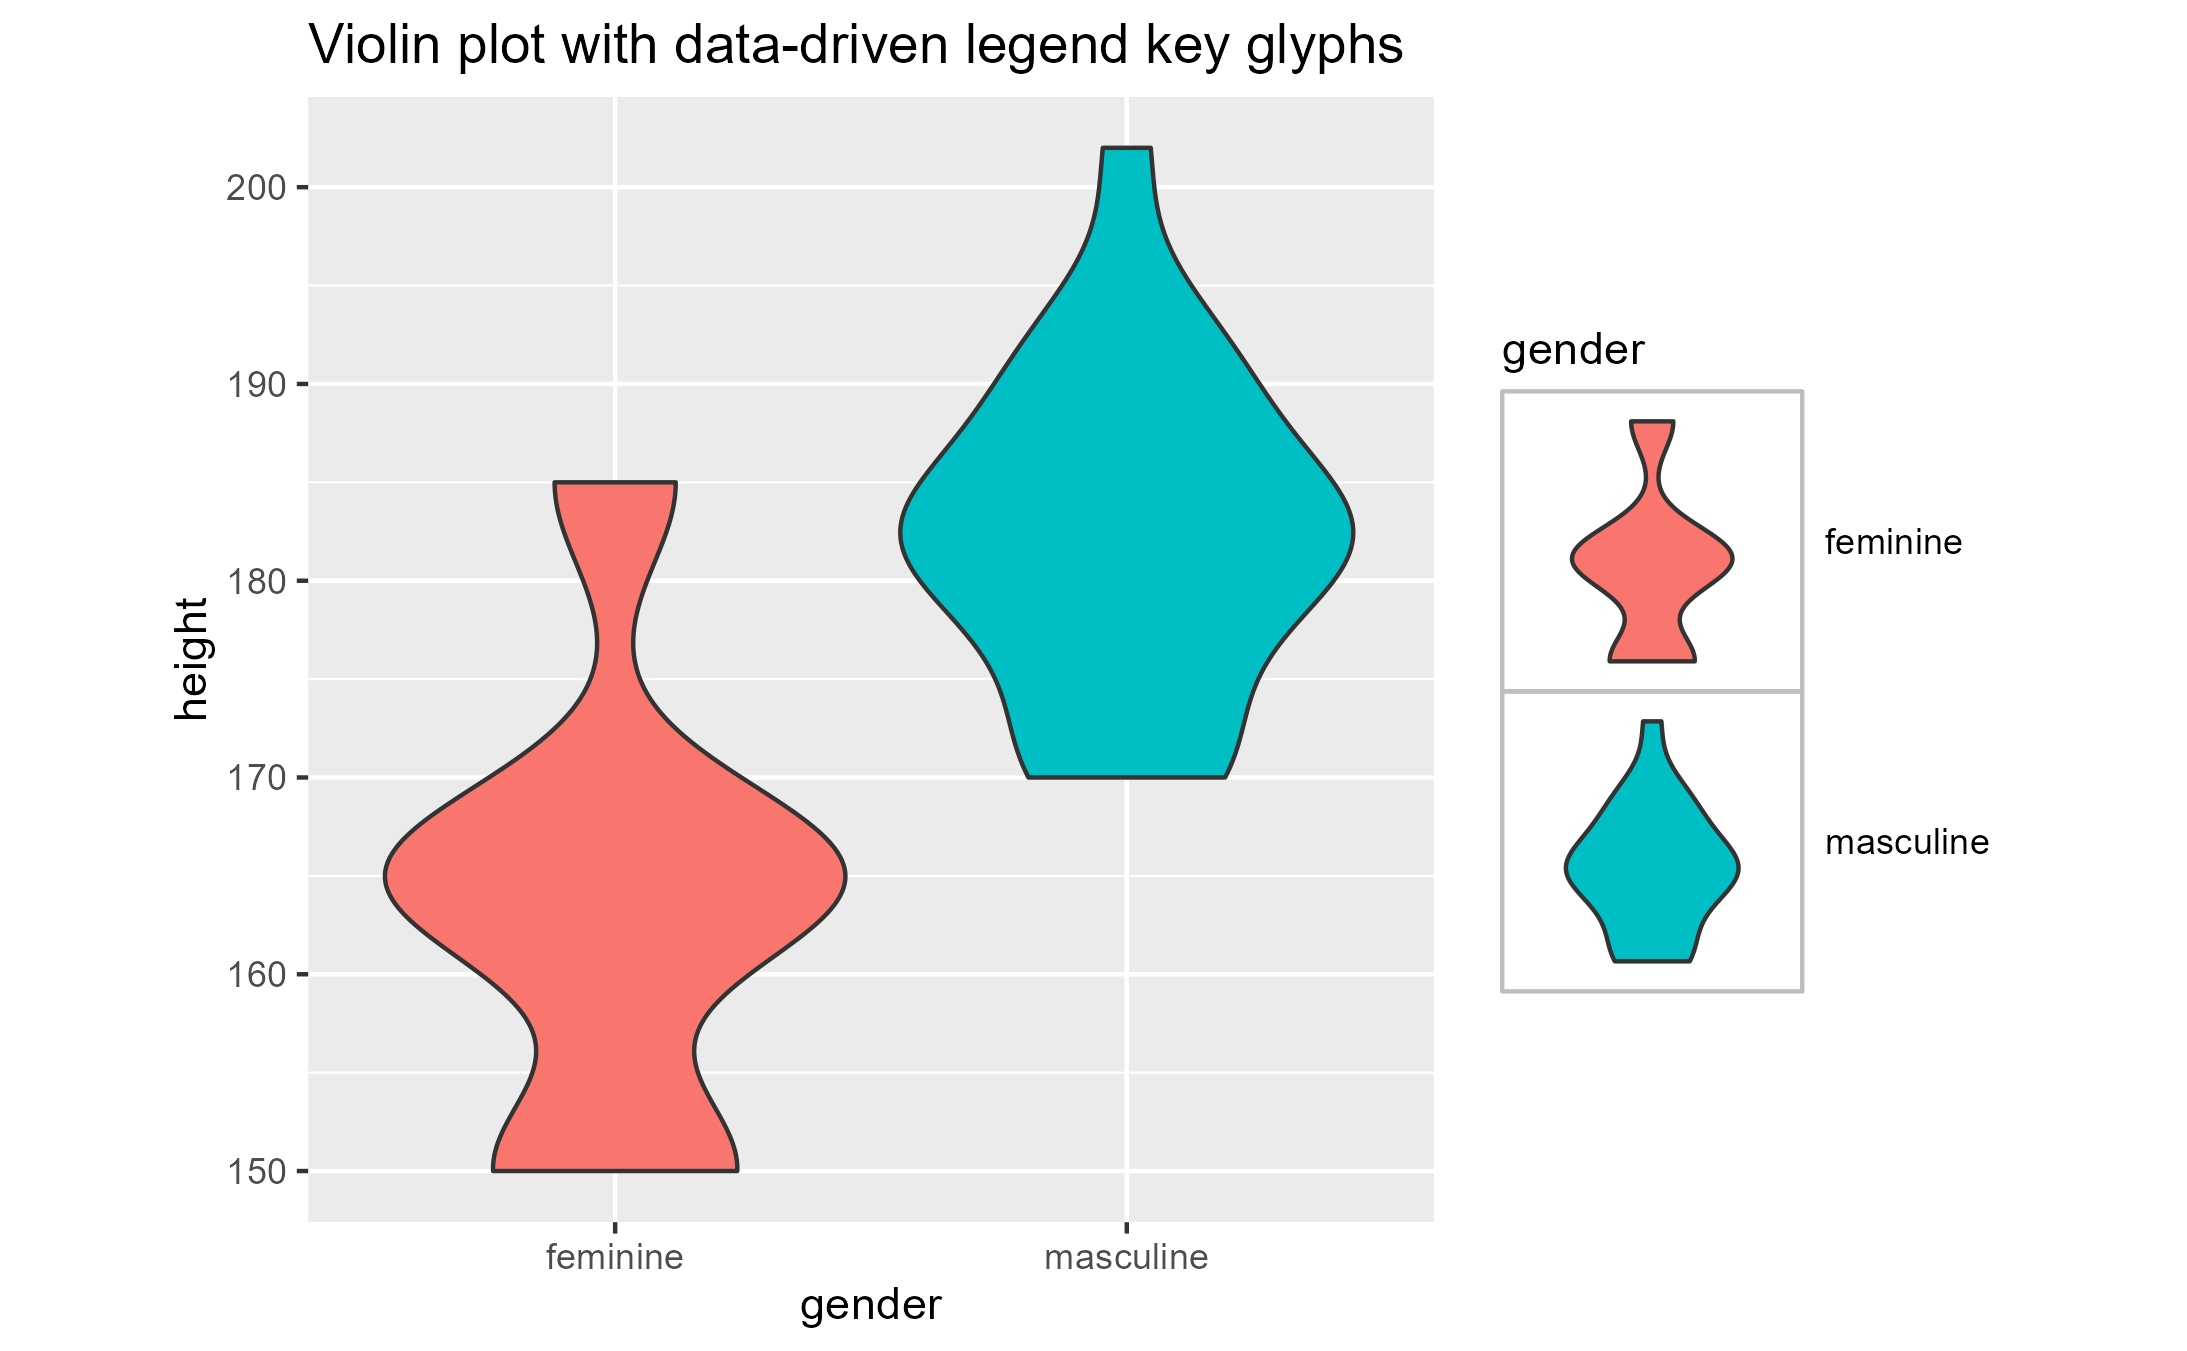 Violin plot with data-driven legend key glyphs
height
200
190
180
170
160
150
feminine masculine
gender
gender
feminine
masculine